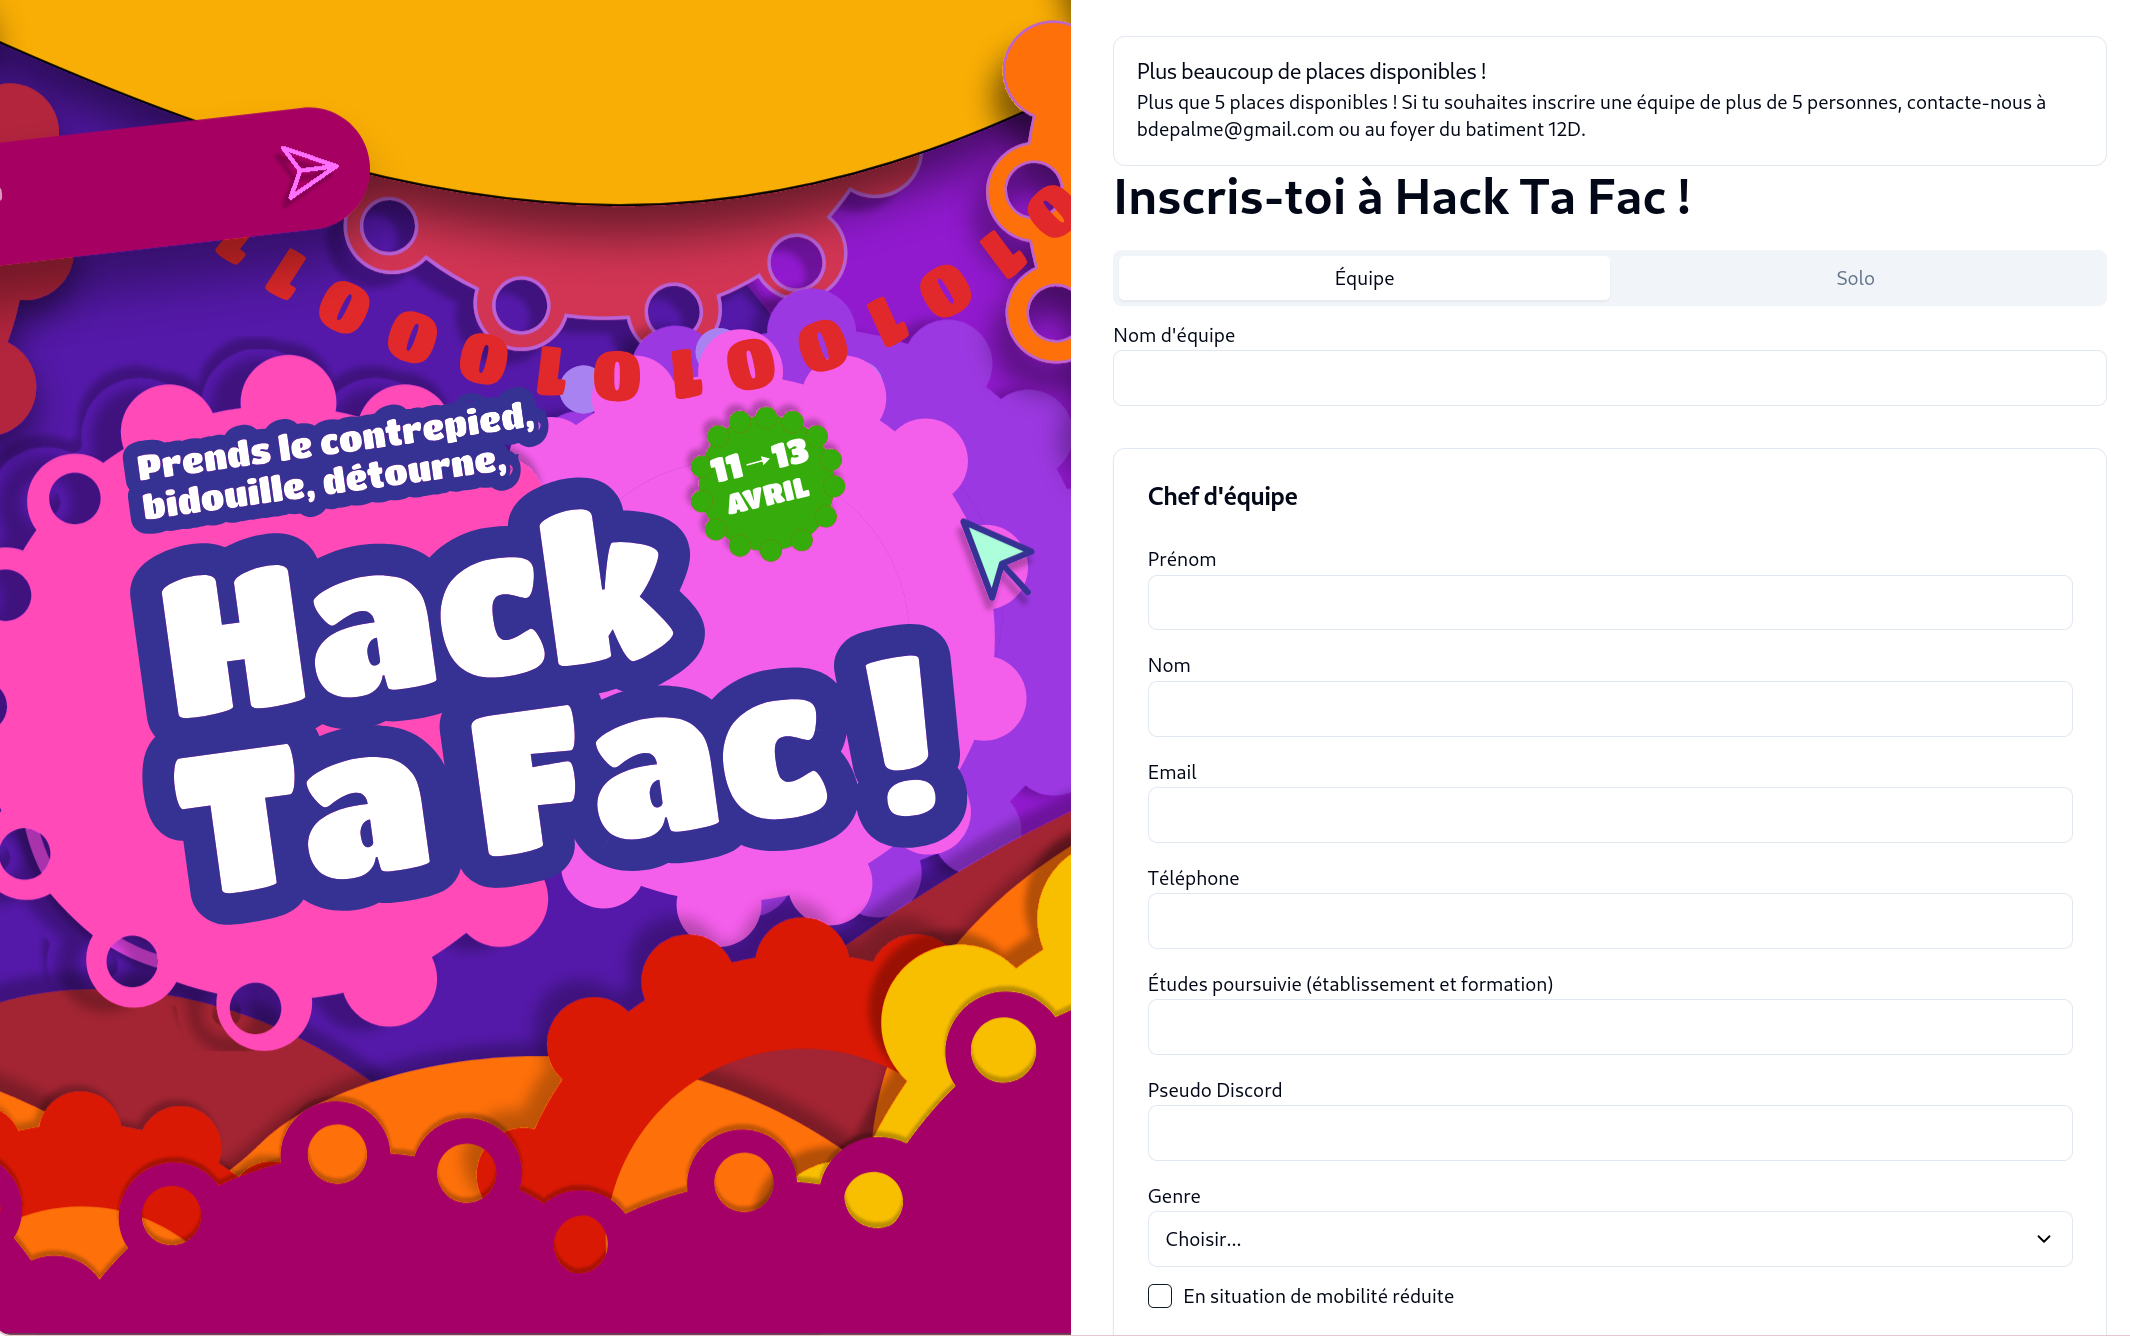 LLOOOLOLOOLOLO
Prends le contrepied,
bidouille, détourne,
11→13
AVRIL
Hack
Ta Fac !
Plus beaucoup de places disponibles !
Plus que 5 places disponibles ! Si tu souhaites inscrire une équipe de plus de 5 personnes, contacte-nous à
bdepalme@gmail.com ou au foyer du batiment 12D.
Inscris-toi à Hack Ta Fac !
Équipe
Solo
Nom d'équipe
Chef d'équipe
Prénom
Nom
Email
Téléphone
Études poursuivie (établissement et formation)
Pseudo Discord
Genre
Choisir...
En situation de mobilité réduite